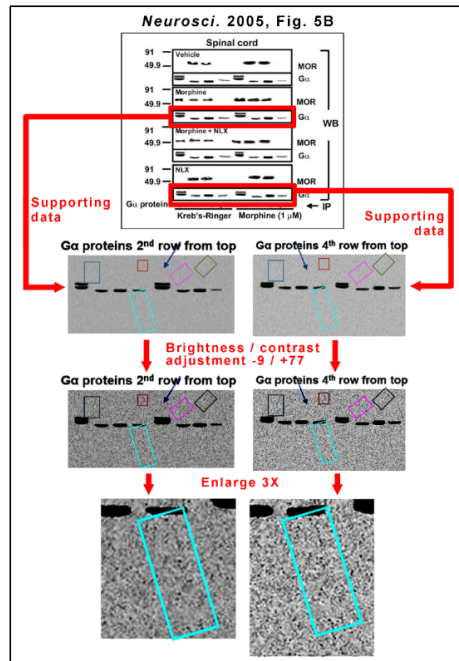 Neurosci. 2005, Fig. 5B
Spinal cord
Vehicle
91
49.9
MOR
Gα
Morphine
91
49.9
MOR
Gα
WB
Morphine + NLX
91
49.9
MOR
Gα
NLX
91
49.9
MOR
Gα
Gα protein
IP
Kreb's-Ringer Morphine (1 µM)
Supporting data
Supporting data
Gα proteins 2nd row from top
Gα proteins 4th row from top
Brightness / contrast
adjustment -9 / +77
Gα proteins 2nd row from top
Gα proteins 4th row from top
Enlarge 3X